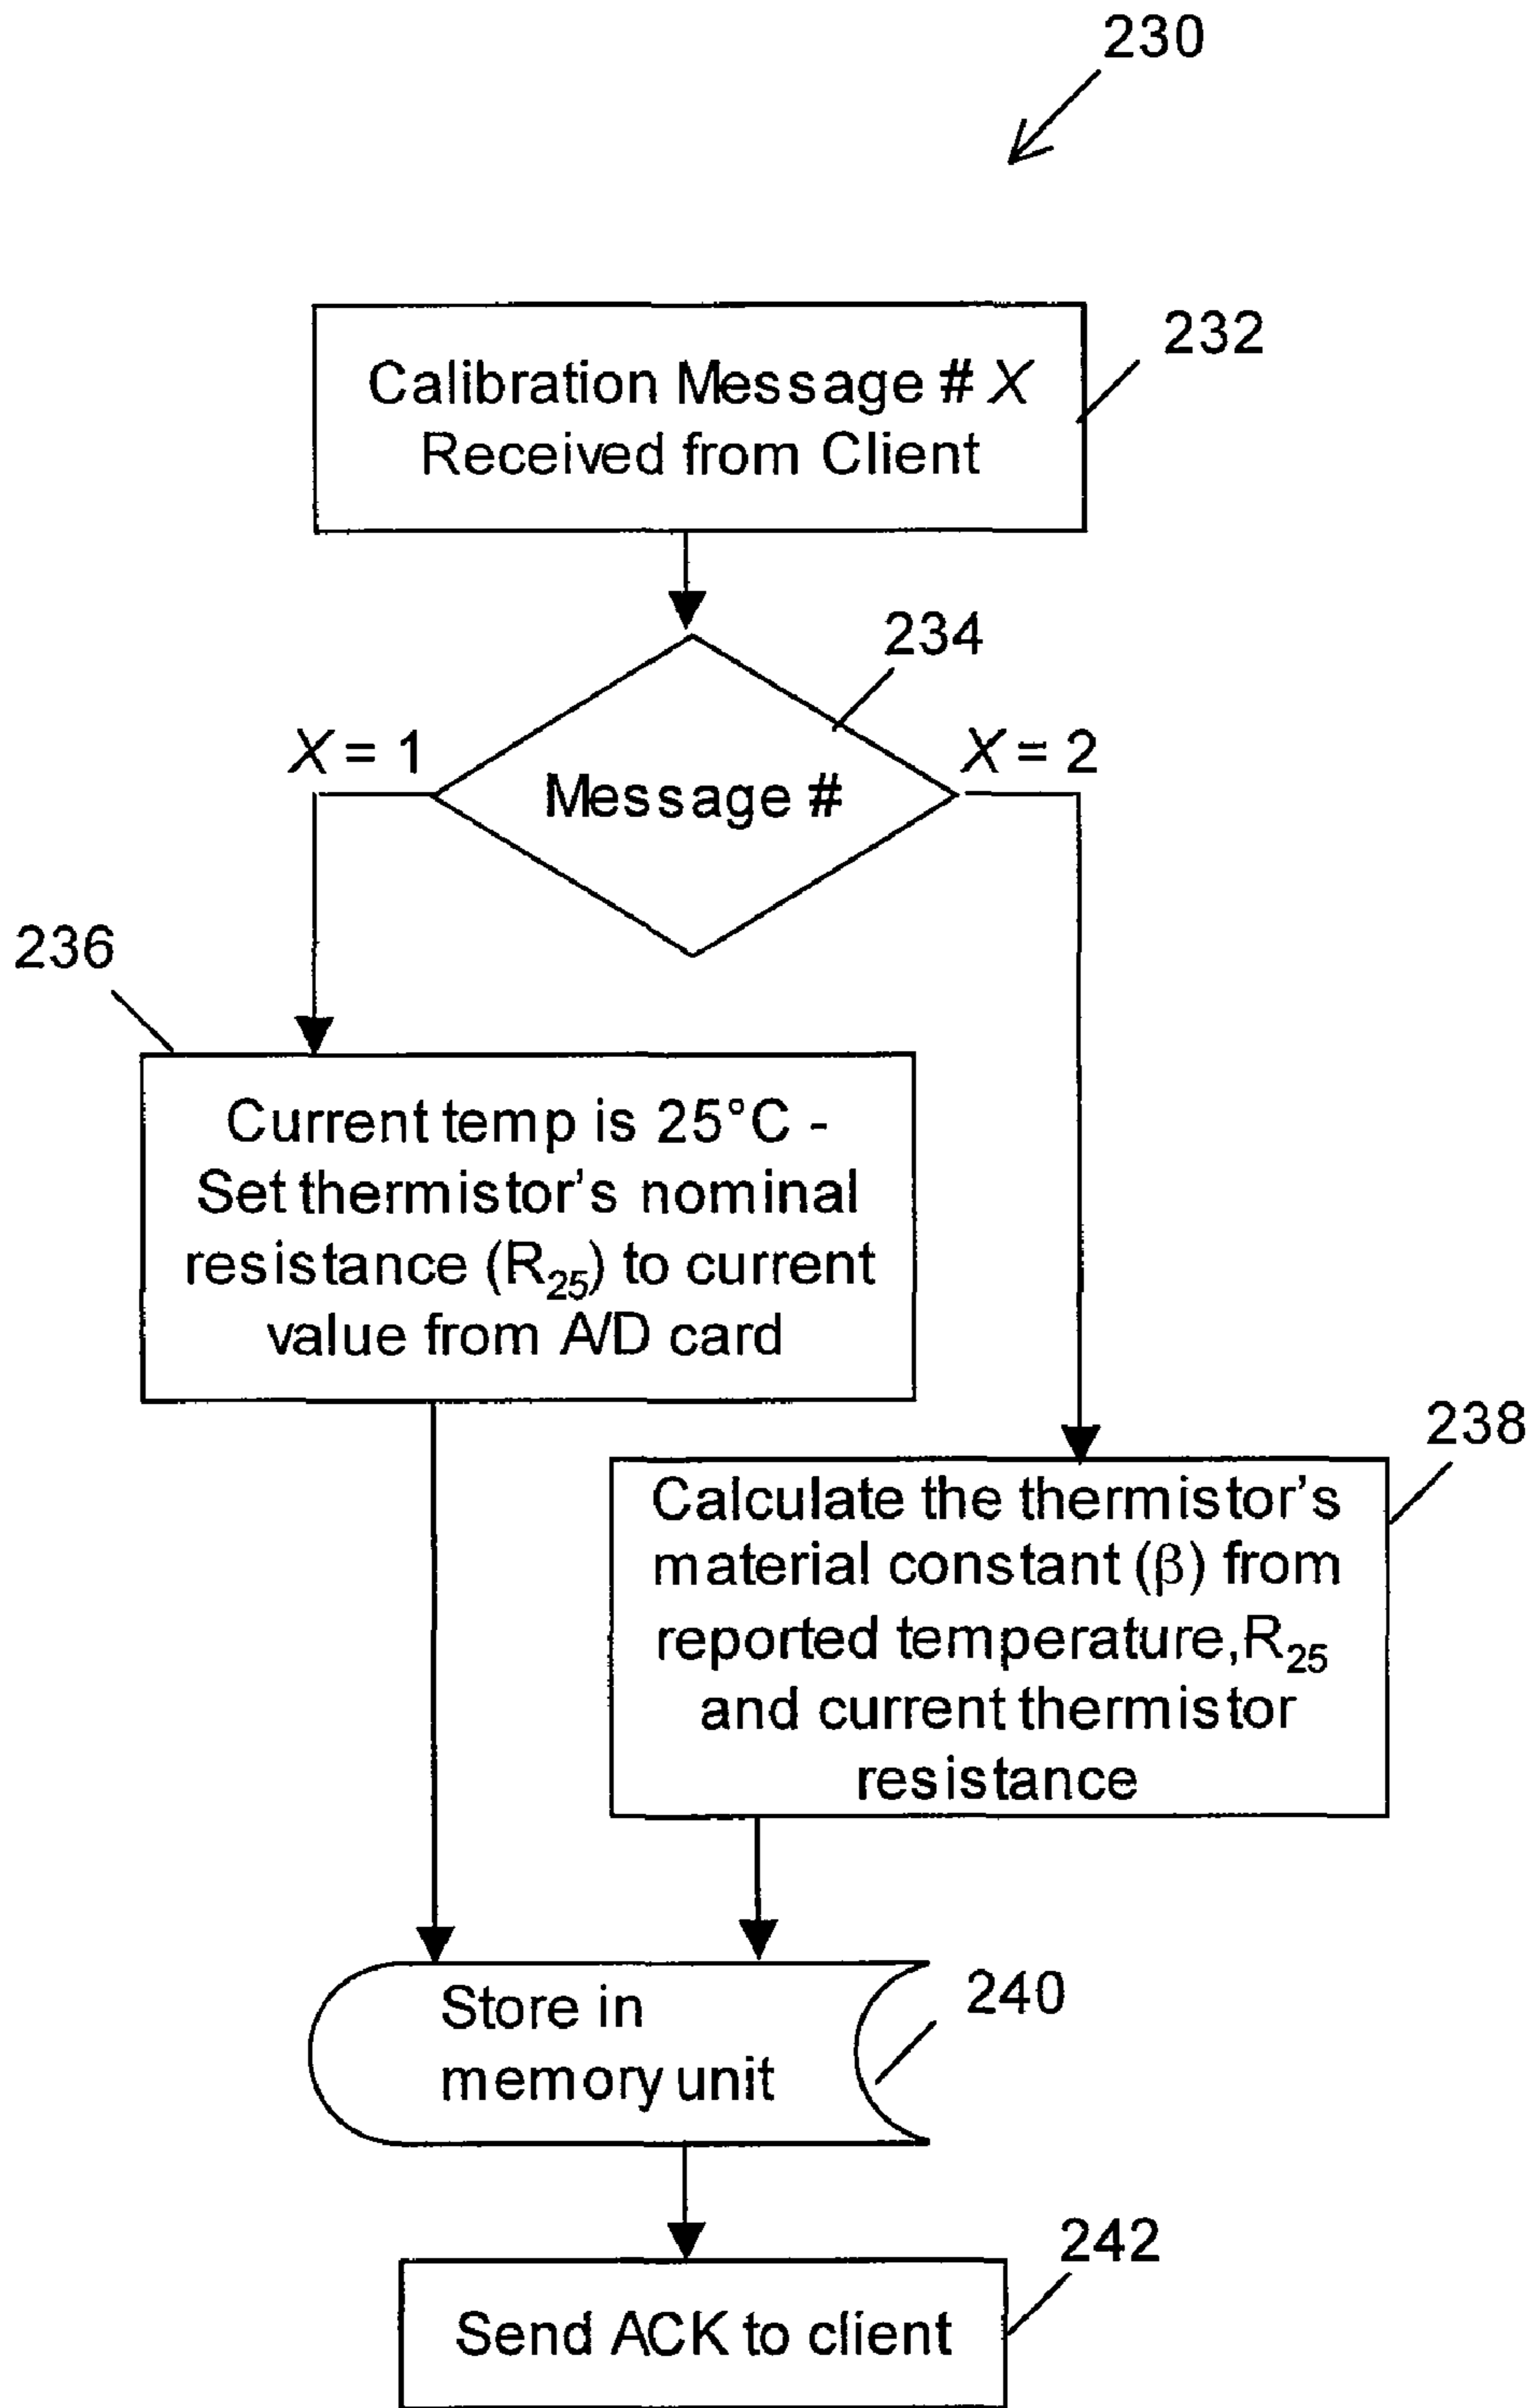 230
Calibration Message # X
Received from Client
232
234
X = 1
X = 2
Message #
236
Current temp is 25°C -
Set thermistor's nominal
resistance (R25) to current
value from A/D card
238
Calculate the thermistor's
material constant (β) from
reported temperature,R25
and current thermistor
resistance
Store in
memory unit
240
242
Send ACK to client